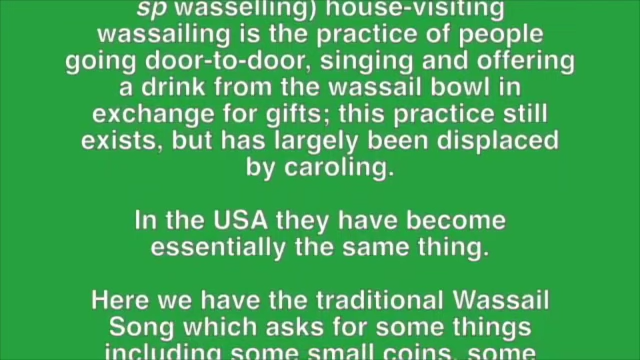 sp wasselling) house-visiting
wassailing is the practice of people
going door-to-door, singing and offering
a drink from the wassail bowl in
exchange for gifts; this practice still
exists, but has largely been displaced
by caroling.
In the USA they have become
essentially the same thing.
Here we have the traditional Wassail
Song which asks for some things
including some small coins, some